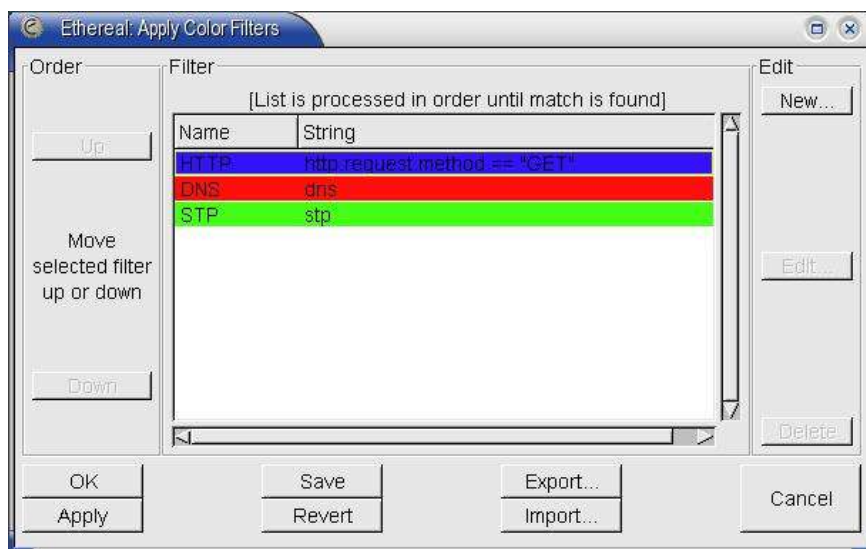 Ethereal: Apply Color Filters
Order
Filter
Edit
[List is processed in order until match is found]
New...
Name String
Up
HTTP http.request.method == "GET"
DNS dns
STP stp
Move
selected filter
up or down
Edit...
Down
Delete
OK Save Export... Cancel
Apply Revert Import...